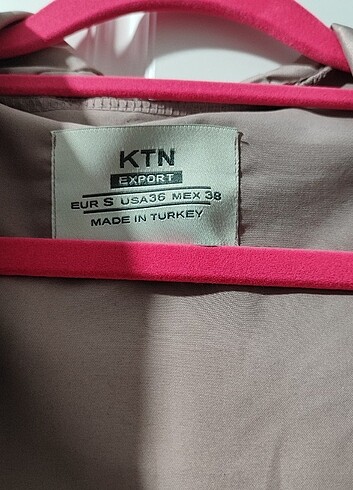 KTN
EXPORT
EUR S USA36 MEX 38
MADE IN TURKEY